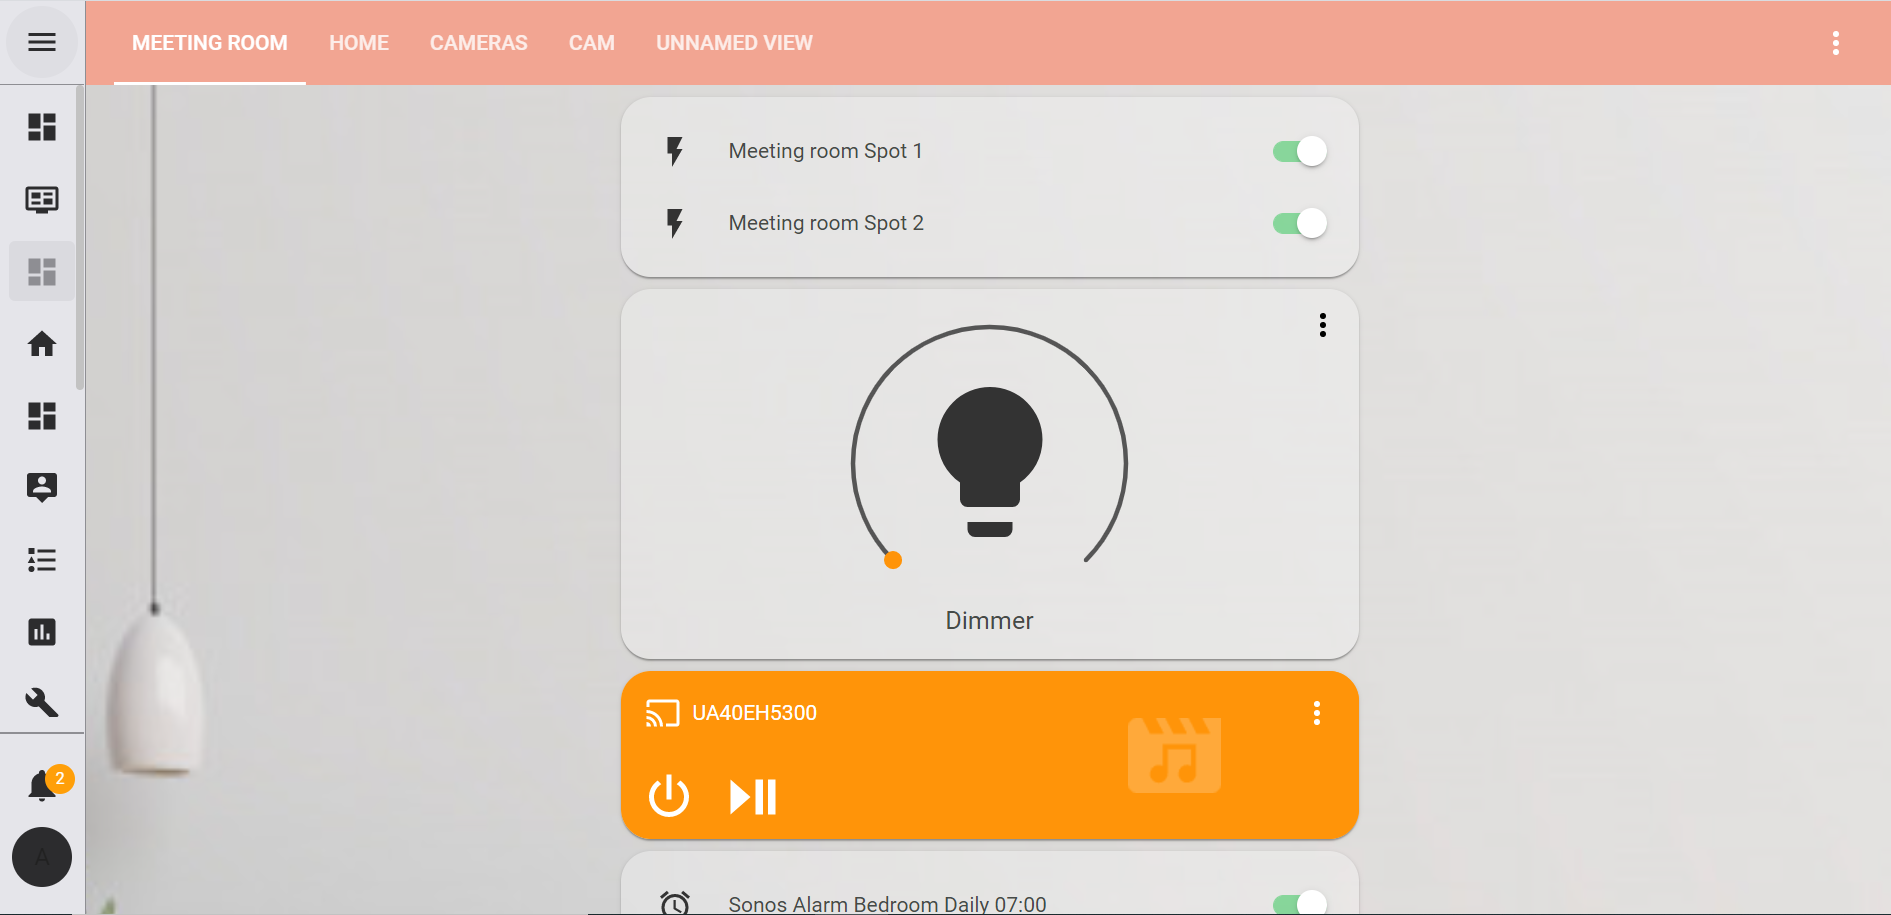 MEETING ROOM HOME CAMERAS CAM UNNAMED VIEW
Meeting room Spot 1
Meeting room Spot 2
Dimmer
UA40EH5300
2
A
Sonos Alarm Bedroom Daily 07:00